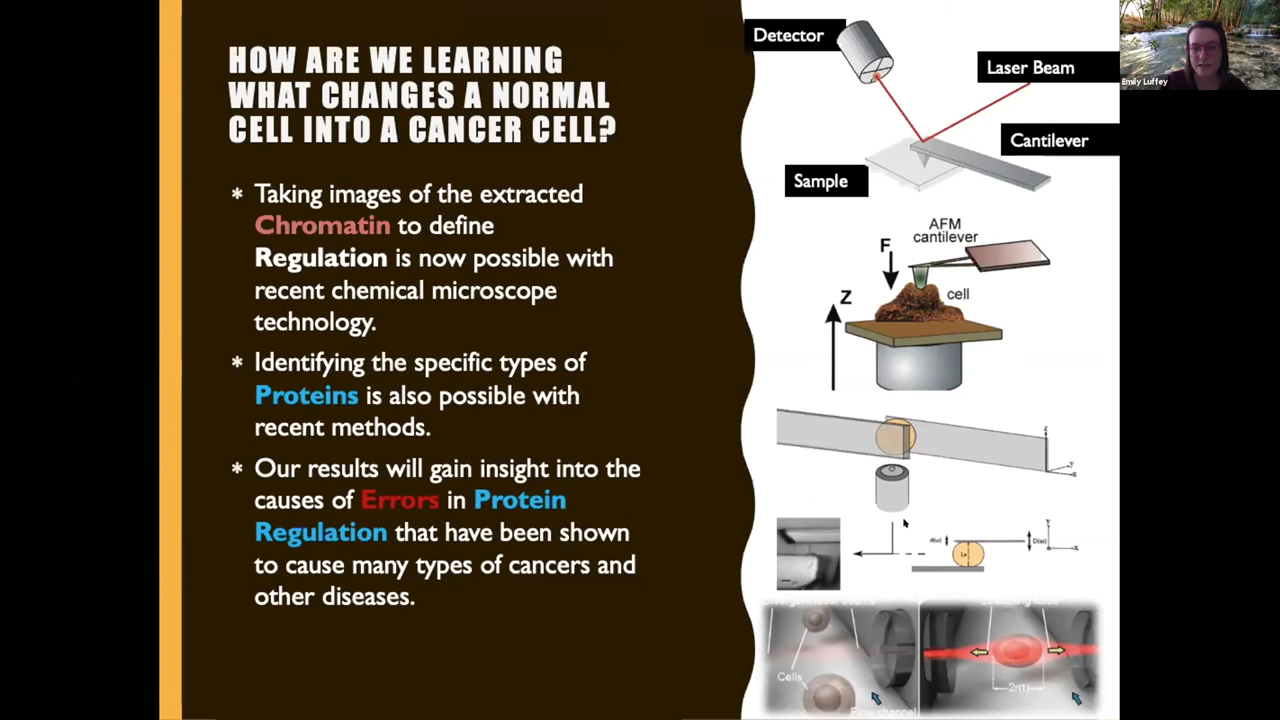 HOW ARE WE LEARNING
WHAT CHANGES A NORMAL
CELL INTO A CANCER CELL?
* Taking images of the extracted
Chromatin to define
Regulation is now possible with
recent chemical microscope
technology.
* Identifying the specific types of
Proteins is also possible with
recent methods.
* Our results will gain insight into the
causes of Errors in Protein
Regulation that have been shown
to cause many types of cancers and
other diseases.
Detector
Laser Beam
Cantilever
Sample
AFM
cantilever
F
cell
Z
Z
Y
X
Y
X
Cells
Flow channel
2r(t)
Emily Luffey